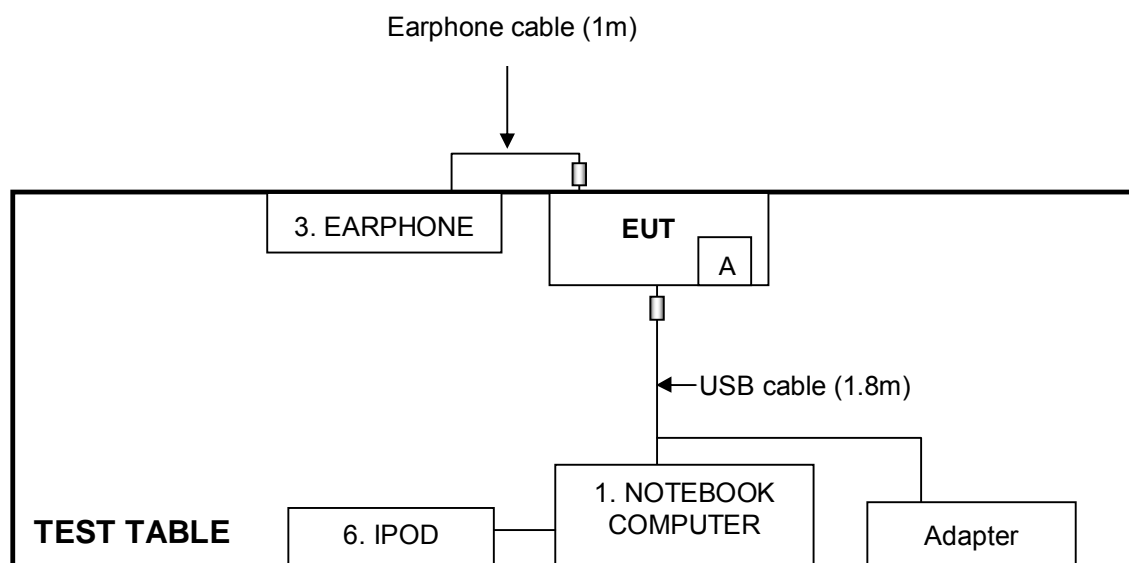 Earphone cable (1m)
3. EARPHONE
EUT
A
USB cable (1.8m)
1. NOTEBOOK
COMPUTER
TEST TABLE
6. IPOD
Adapter